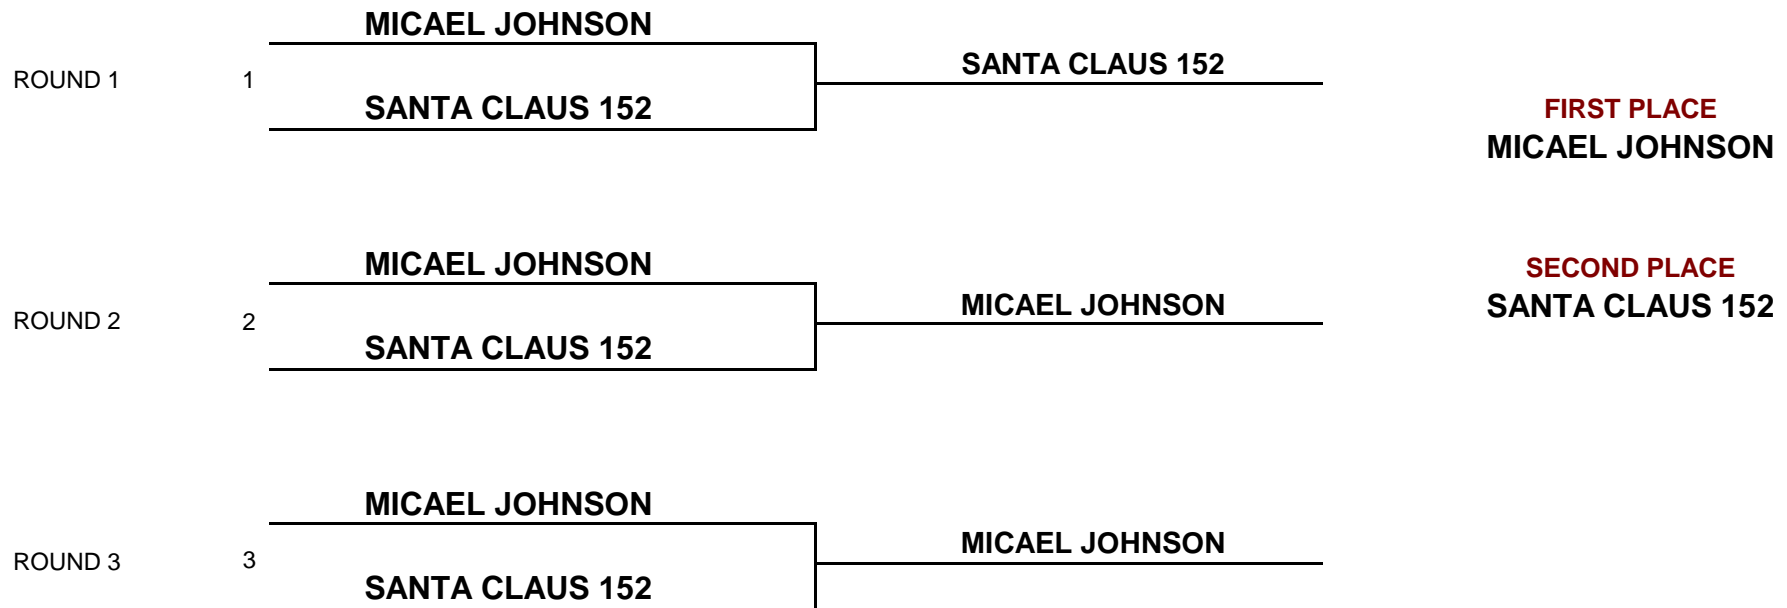 MICAEL JOHNSON
ROUND 1
1
SANTA CLAUS 152
SANTA CLAUS 152
FIRST PLACE
MICAEL JOHNSON
MICAEL JOHNSON
ROUND 2
2
SANTA CLAUS 152
MICAEL JOHNSON
SECOND PLACE
SANTA CLAUS 152
MICAEL JOHNSON
ROUND 3
3
SANTA CLAUS 152
MICAEL JOHNSON